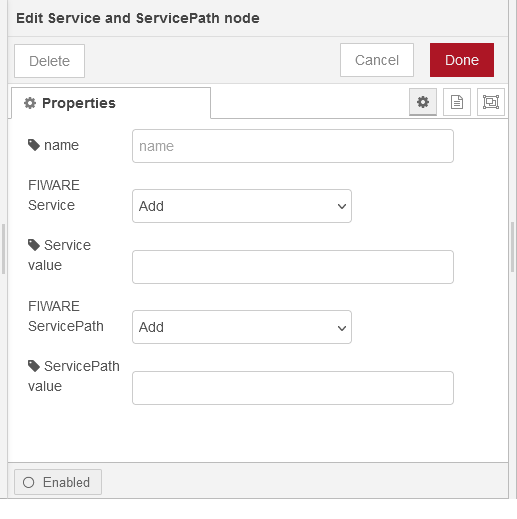 Edit Service and ServicePath node
Delete
Cancel
Done
Properties
name
name
FIWARE
Service
Add
Service
value
FIWARE
ServicePath
Add
ServicePath
value
Enabled